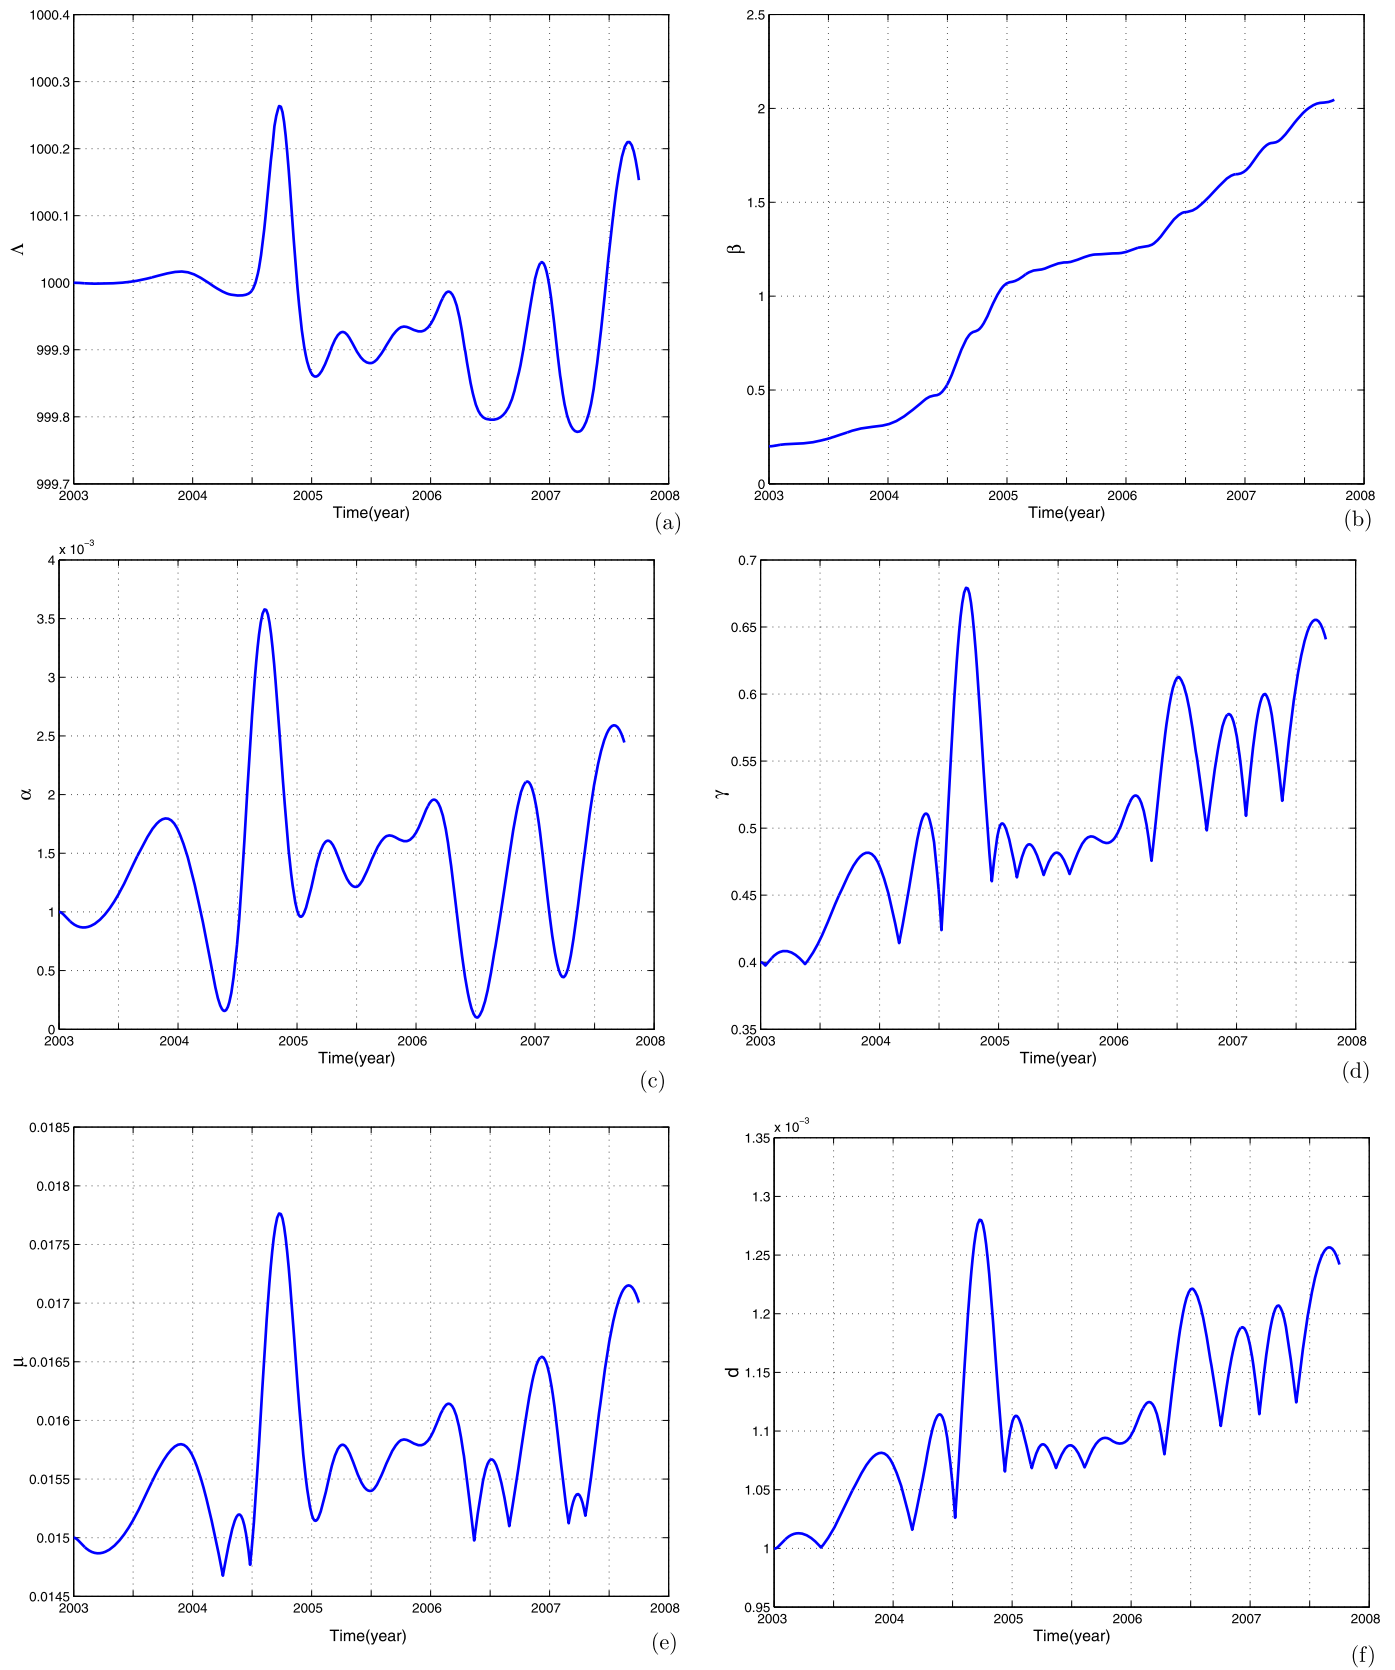 1000.4
1000.3
1000.2
1000.1
1000
999.9
999.8
999.7
Λ
2003 2004 2005 2006 2007 2008
Time(year)
(a)
2.5
2
1.5
1
0.5
0
β
2003 2004 2005 2006 2007 2008
Time(year)
(b)
x 10⁻³
4
3.5
3
2.5
2
1.5
1
0.5
0
α
2003 2004 2005 2006 2007 2008
Time(year)
(c)
0.7
0.65
0.6
0.55
0.5
0.45
0.4
0.35
γ
2003 2004 2005 2006 2007 2008
Time(year)
(d)
0.0185
0.018
0.0175
0.017
0.0165
0.016
0.0155
0.015
0.0145
μ
2003 2004 2005 2006 2007 2008
Time(year)
(e)
x 10⁻³
1.35
1.3
1.25
1.2
1.15
1.1
1.05
1
0.95
d
2003 2004 2005 2006 2007 2008
Time(year)
(f)